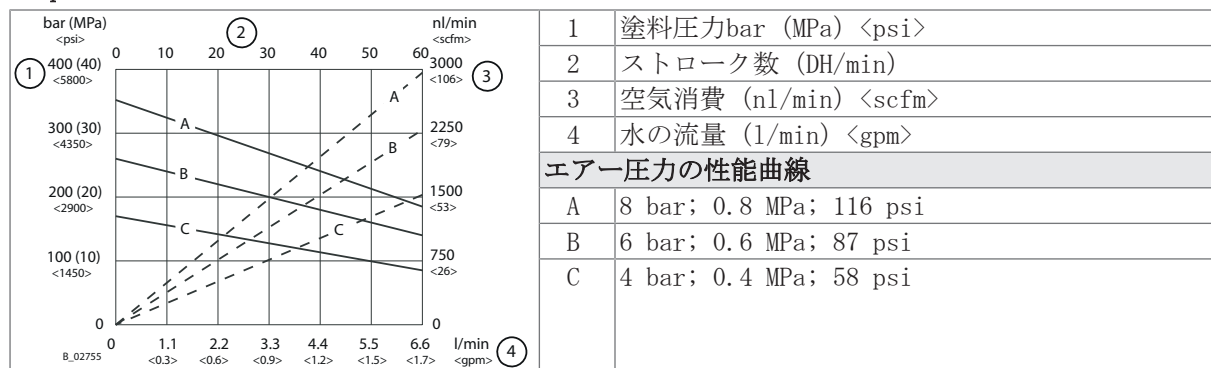 bar (MPa)
<psi>
2
nl/min
<scfm>
0 10 20 30 40 50 60
1
400 (40)
<5800>
3000
<106>
3
A
A
300 (30)
<4350>
2250
<79>
B
B
200 (20)
<2900>
1500
<53>
C
C
100 (10)
<1450>
750
<26>
0
0
0 1.1 2.2 3.3 4.4 5.5 6.6 l/min
<0.3> <0.6> <0.9> <1.2> <1.5> <1.7> <gpm>
4
B_02755
1 塗料圧力bar (MPa) <psi>
2 ストローク数 (DH/min)
3 空気消費 (nl/min) <scfm>
4 水の流量 (l/min) <gpm>
エアー圧力の性能曲線
A 8 bar; 0.8 MPa; 116 psi
B 6 bar; 0.6 MPa; 87 psi
C 4 bar; 0.4 MPa; 58 psi